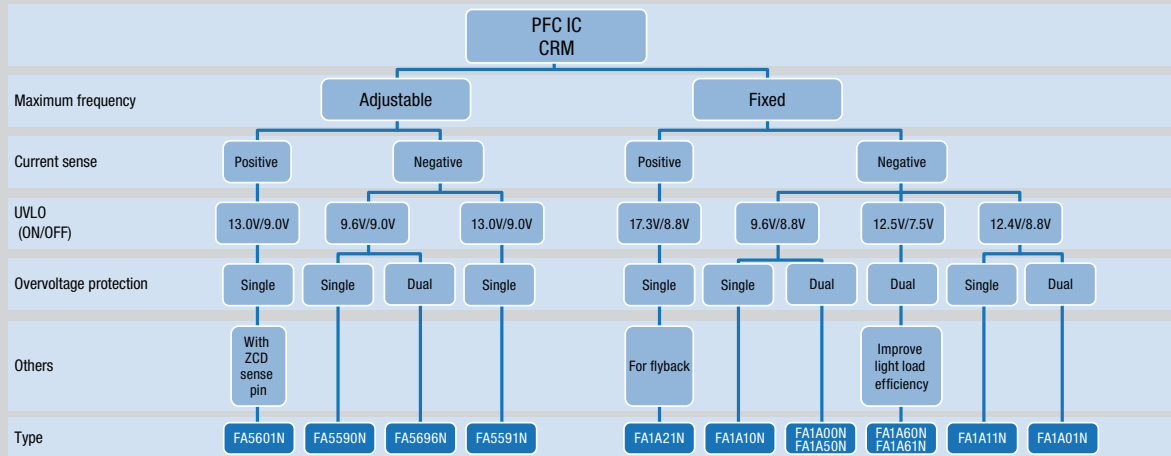 PFC IC
CRM
Maximum frequency
Adjustable
Fixed
Current sense
Positive
Negative
Positive
Negative
UVLO
(ON/OFF)
13.0V/9.0V
9.6V/9.0V
13.0V/9.0V
17.3V/8.8V
9.6V/8.8V
12.5V/7.5V
12.4V/8.8V
Overvoltage protection
Single
Single
Dual
Single
Single
Single
Dual
Dual
Single
Dual
Others
With
ZCD
sense
pin
For flyback
Improve
light load
efficiency
Type
FA5601N
FA5590N
FA5696N
FA5591N
FA1A21N
FA1A10N
FA1A00N
FA1A50N
FA1A60N
FA1A61N
FA1A11N
FA1A01N